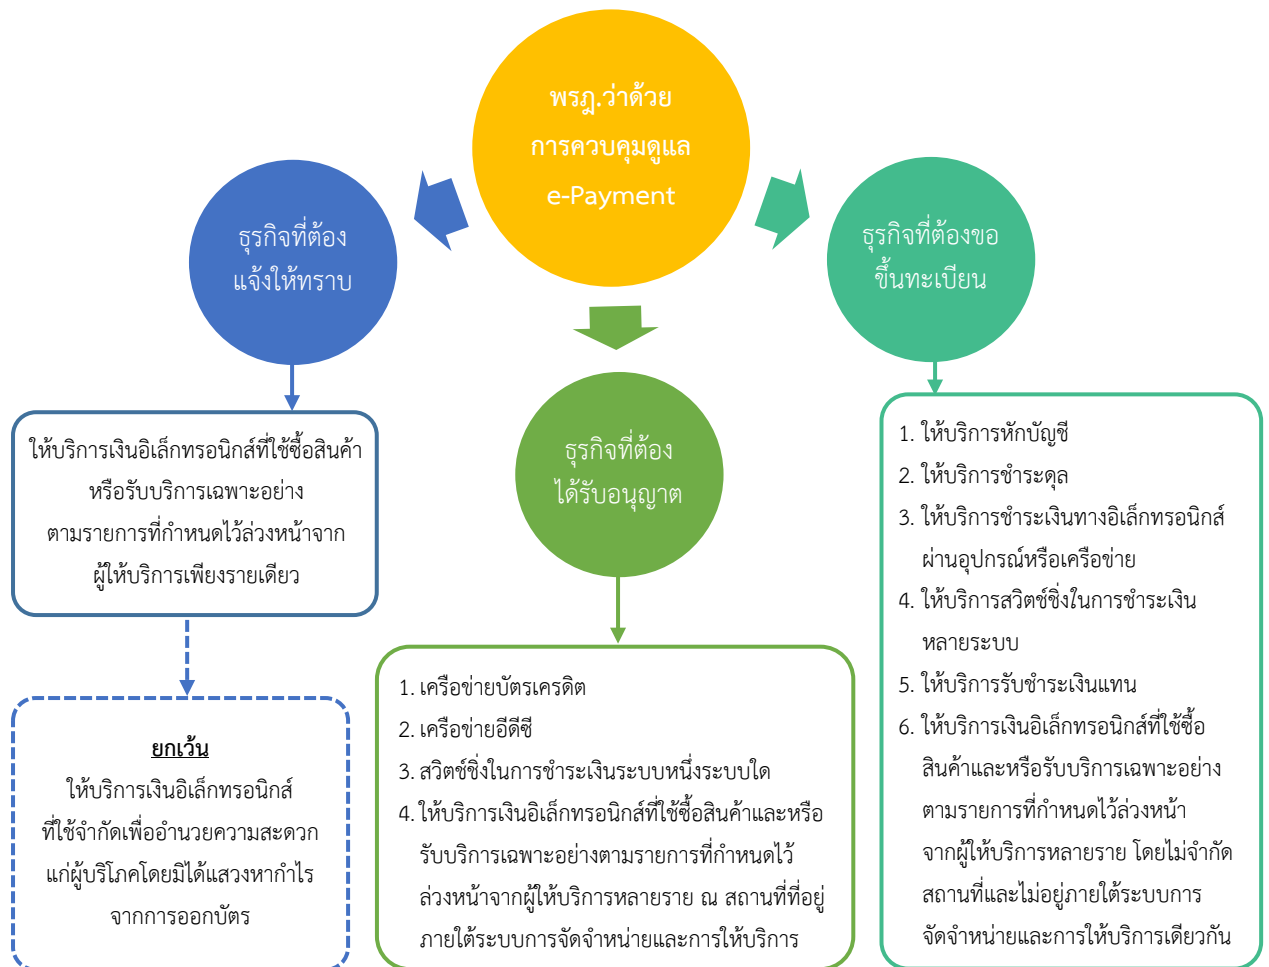 พรฎ.ว่าด้วย
การควบคุมดูแล
e-Payment
ธุรกิจที่ต้อง
แจ้งให้ทราบ
ให้บริการเงินอิเล็กทรอนิกส์ที่ใช้ซื้อสินค้า
หรือรับบริการเฉพาะอย่าง
ตามรายการที่กำหนดไว้ล่วงหน้าจาก
ผู้ให้บริการเพียงรายเดียว
ยกเว้น
ให้บริการเงินอิเล็กทรอนิกส์
ที่ใช้จำกัดเพื่ออำนวยความสะดวก
แก่ผู้บริโภคโดยมิได้แสวงหากำไร
จากการออกบัตร
ธุรกิจที่ต้อง
ได้รับอนุญาต
1. เครือข่ายบัตรเครดิต
2. เครือข่ายอีดีซี
3. สวิตช์ชิ่งในการชำระเงินระบบหนึ่งระบบใด
4. ให้บริการเงินอิเล็กทรอนิกส์ที่ใช้ซื้อสินค้าและหรือ
รับบริการเฉพาะอย่างตามรายการที่กำหนดไว้
ล่วงหน้าจากผู้ให้บริการหลายราย ณ สถานที่ที่อยู่
ภายใต้ระบบการจัดจำหน่ายและการให้บริการ
ธุรกิจที่ต้องขอ
ขึ้นทะเบียน
1. ให้บริการหักบัญชี
2. ให้บริการชำระดุล
3. ให้บริการชำระเงินทางอิเล็กทรอนิกส์
ผ่านอุปกรณ์หรือเครือข่าย
4. ให้บริการสวิตช์ชิ่งในการชำระเงิน
หลายระบบ
5. ให้บริการรับชำระเงินแทน
6. ให้บริการเงินอิเล็กทรอนิกส์ที่ใช้ซื้อ
สินค้าและหรือรับบริการเฉพาะอย่าง
ตามรายการที่กำหนดไว้ล่วงหน้า
จากผู้ให้บริการหลายราย โดยไม่จำกัด
สถานที่และไม่อยู่ภายใต้ระบบการ
จัดจำหน่ายและการให้บริการเดียวกัน